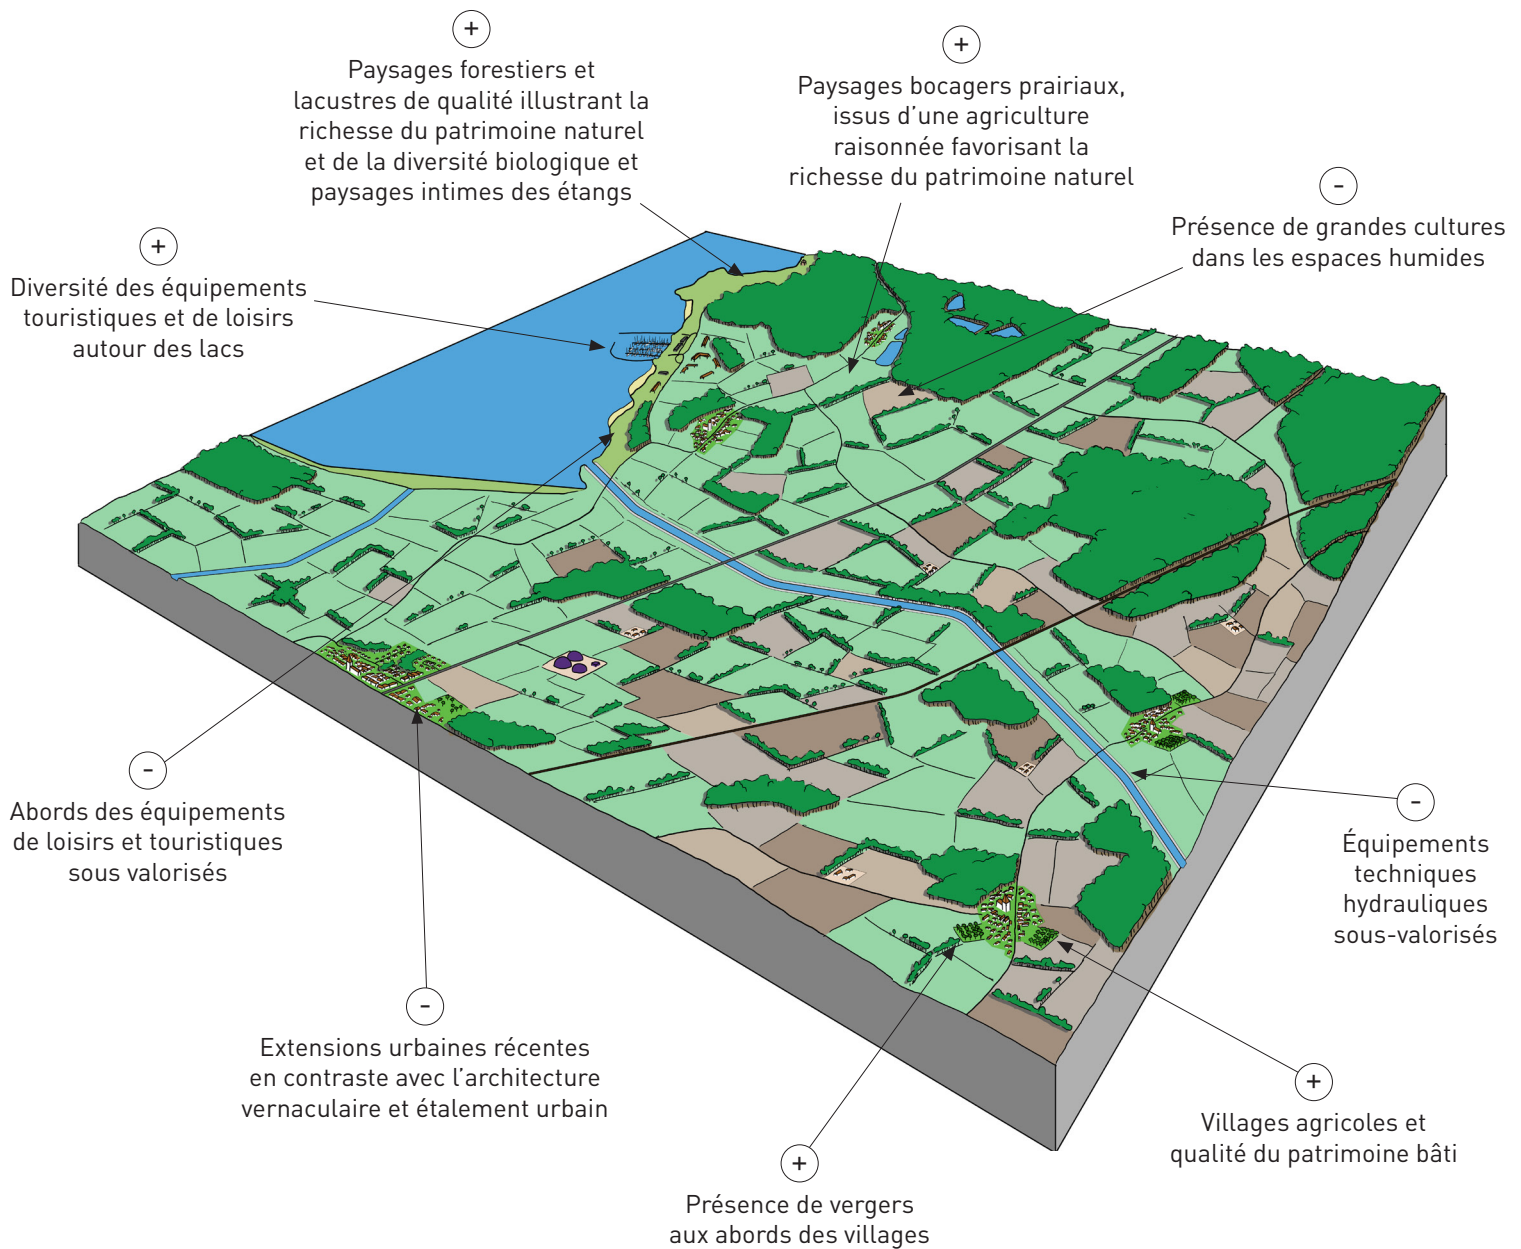 +
Paysages forestiers et
lacustres de qualité illustrant la
richesse du patrimoine naturel
et de la diversité biologique et
paysages intimes des étangs
+
Paysages bocagers prairiaux,
issus d'une agriculture
raisonnée favorisant la
richesse du patrimoine naturel
-
Présence de grandes cultures
dans les espaces humides
+
Diversité des équipements
touristiques et de loisirs
autour des lacs
-
Abords des équipements
de loisirs et touristiques
sous valorisés
-
Équipements
techniques
hydrauliques
sous-valorisés
-
Extensions urbaines récentes
en contraste avec l'architecture
vernaculaire et étalement urbain
+
Villages agricoles et
qualité du patrimoine bâti
+
Présence de vergers
aux abords des villages